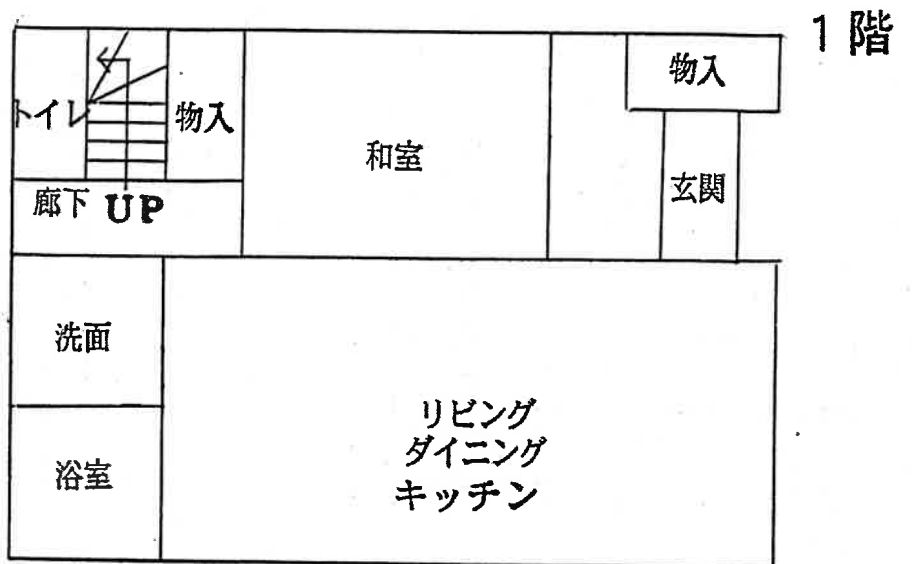 1階
物入
トイレ
物入
和室
玄関
廊下 UP
洗面
リビング
ダイニング
キッチン
浴室